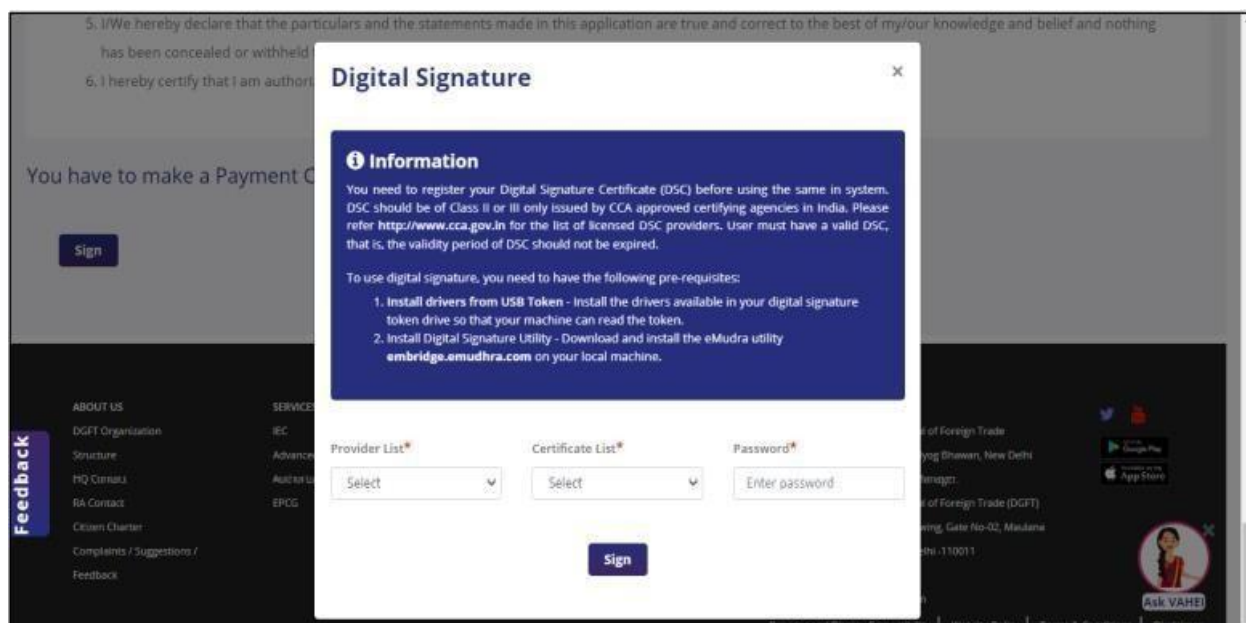 5. I/We hereby declare that the particulars and the statements made in this application are true and correct to the best of my/our knowledge and belief and nothing
has been concealed or withheld
6. I hereby certify that I am authori
You have to make a Payment O
Sign
Digital Signature
×
Information
You need to register your Digital Signature Certificate (DSC) before using the same in system.
DSC should be of Class II or III only issued by CCA approved certifying agencies in India. Please
refer http://www.cca.gov.in for the list of licensed DSC providers. User must have a valid DSC,
that is, the validity period of DSC should not be expired.
To use digital signature, you need to have the following pre-requisites:
1. Install drivers from USB Token - Install the drivers available in your digital signature
token drive so that your machine can read the token.
2. Install Digital Signature Utility - Download and install the eMudra utility
embridge.emudhra.com on your local machine.
Provider List*
Select
Certificate List*
Select
Password*
Enter password
Sign
ABOUT US
DGFT Organization
Structure
HQ Contact
RA Contact
Citizen Charter
Complaints / Suggestions /
Feedback
SERVICES
IEC
Advance
EPCG
of Foreign Trade
Bhawan, New Delhi
of Foreign Trade (DGFT)
Gate No-02, Maulana
-110011
Google Play
App Store
Feedback
Ask VAHEI